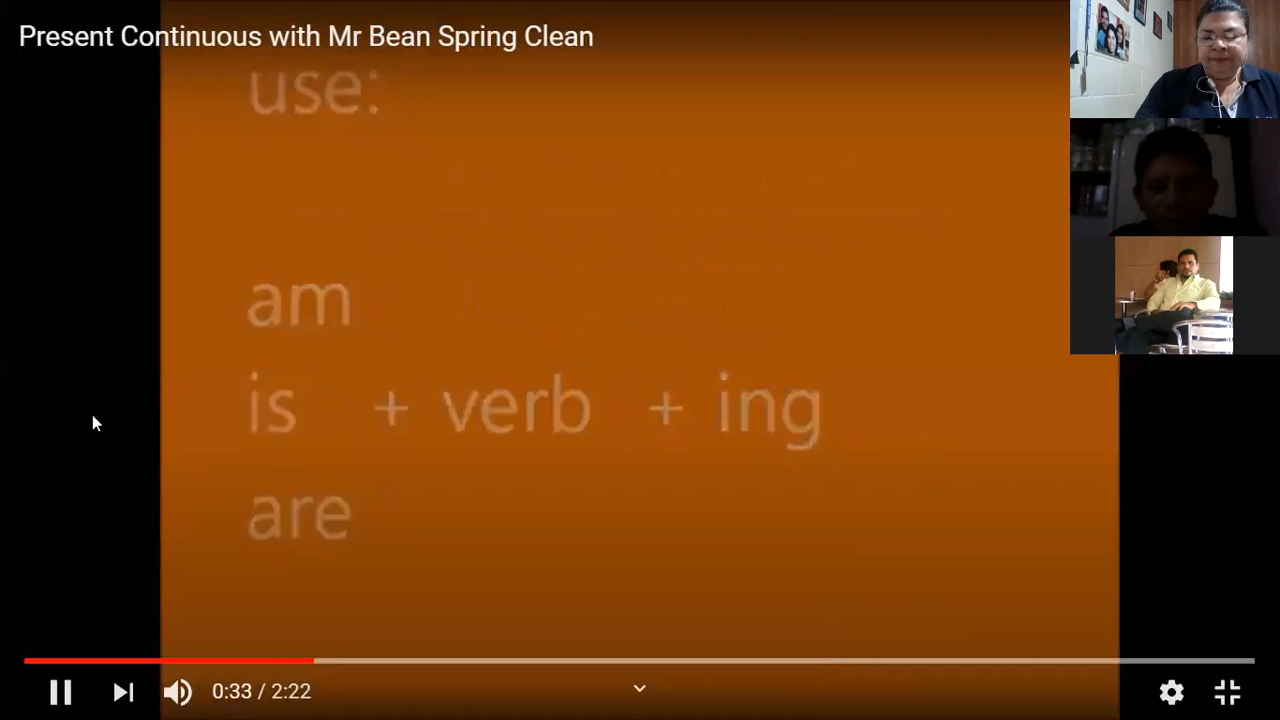 Present Continuous with Mr Bean Spring Clean
use:
am
is + verb + ing
are
0:33 / 2:22